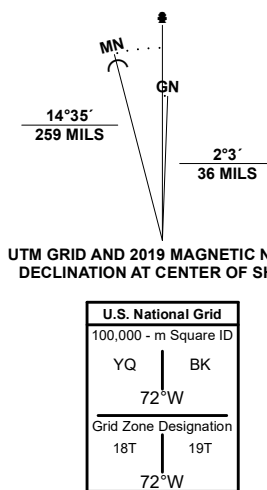 MN
GN
14°35´
259 MILS
2°3´
36 MILS
UTM GRID AND 2019 MAGNETIC N
DECLINATION AT CENTER OF SH
U.S. National Grid
100,000 - m Square ID
YQ BK
72°W
Grid Zone Designation
18T 19T
72°W